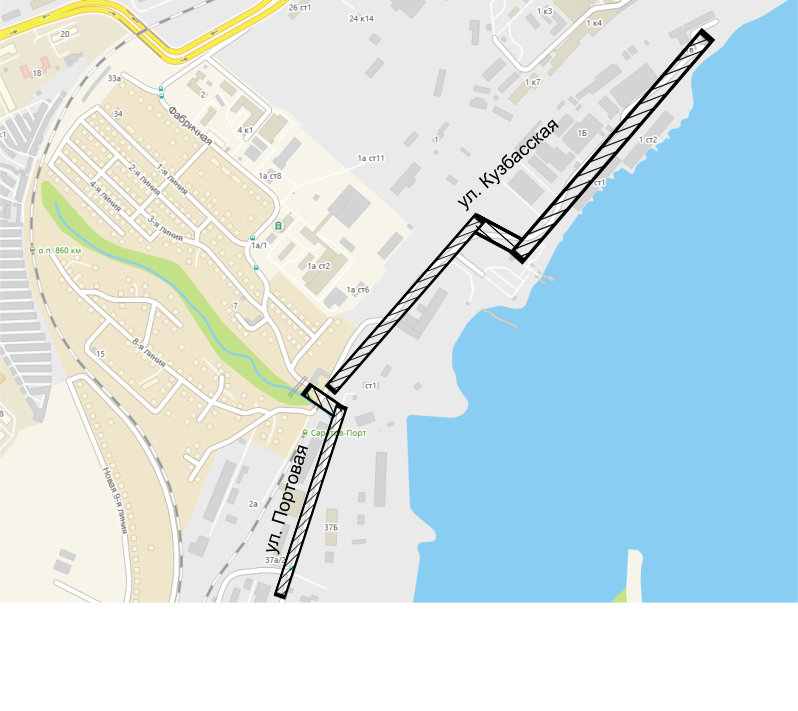 26 ст1
1 к3
24 к14
1 к4
20
18
33а
1 к7
2
34
Фабричная
4 к1
1
1Б
1 ст2
ул. Кузбасская
1а ст11
1а ст8
1-я линия
2-я линия
4-я линия
3-я линия
ст1
о.п. 860 км
1а/1
1а ст2
1а ст6
7
8-я линия
15
ст1
Саратов-Порт
ул. Портовая
Новая 9-я линия
2а
37Б
37а/2